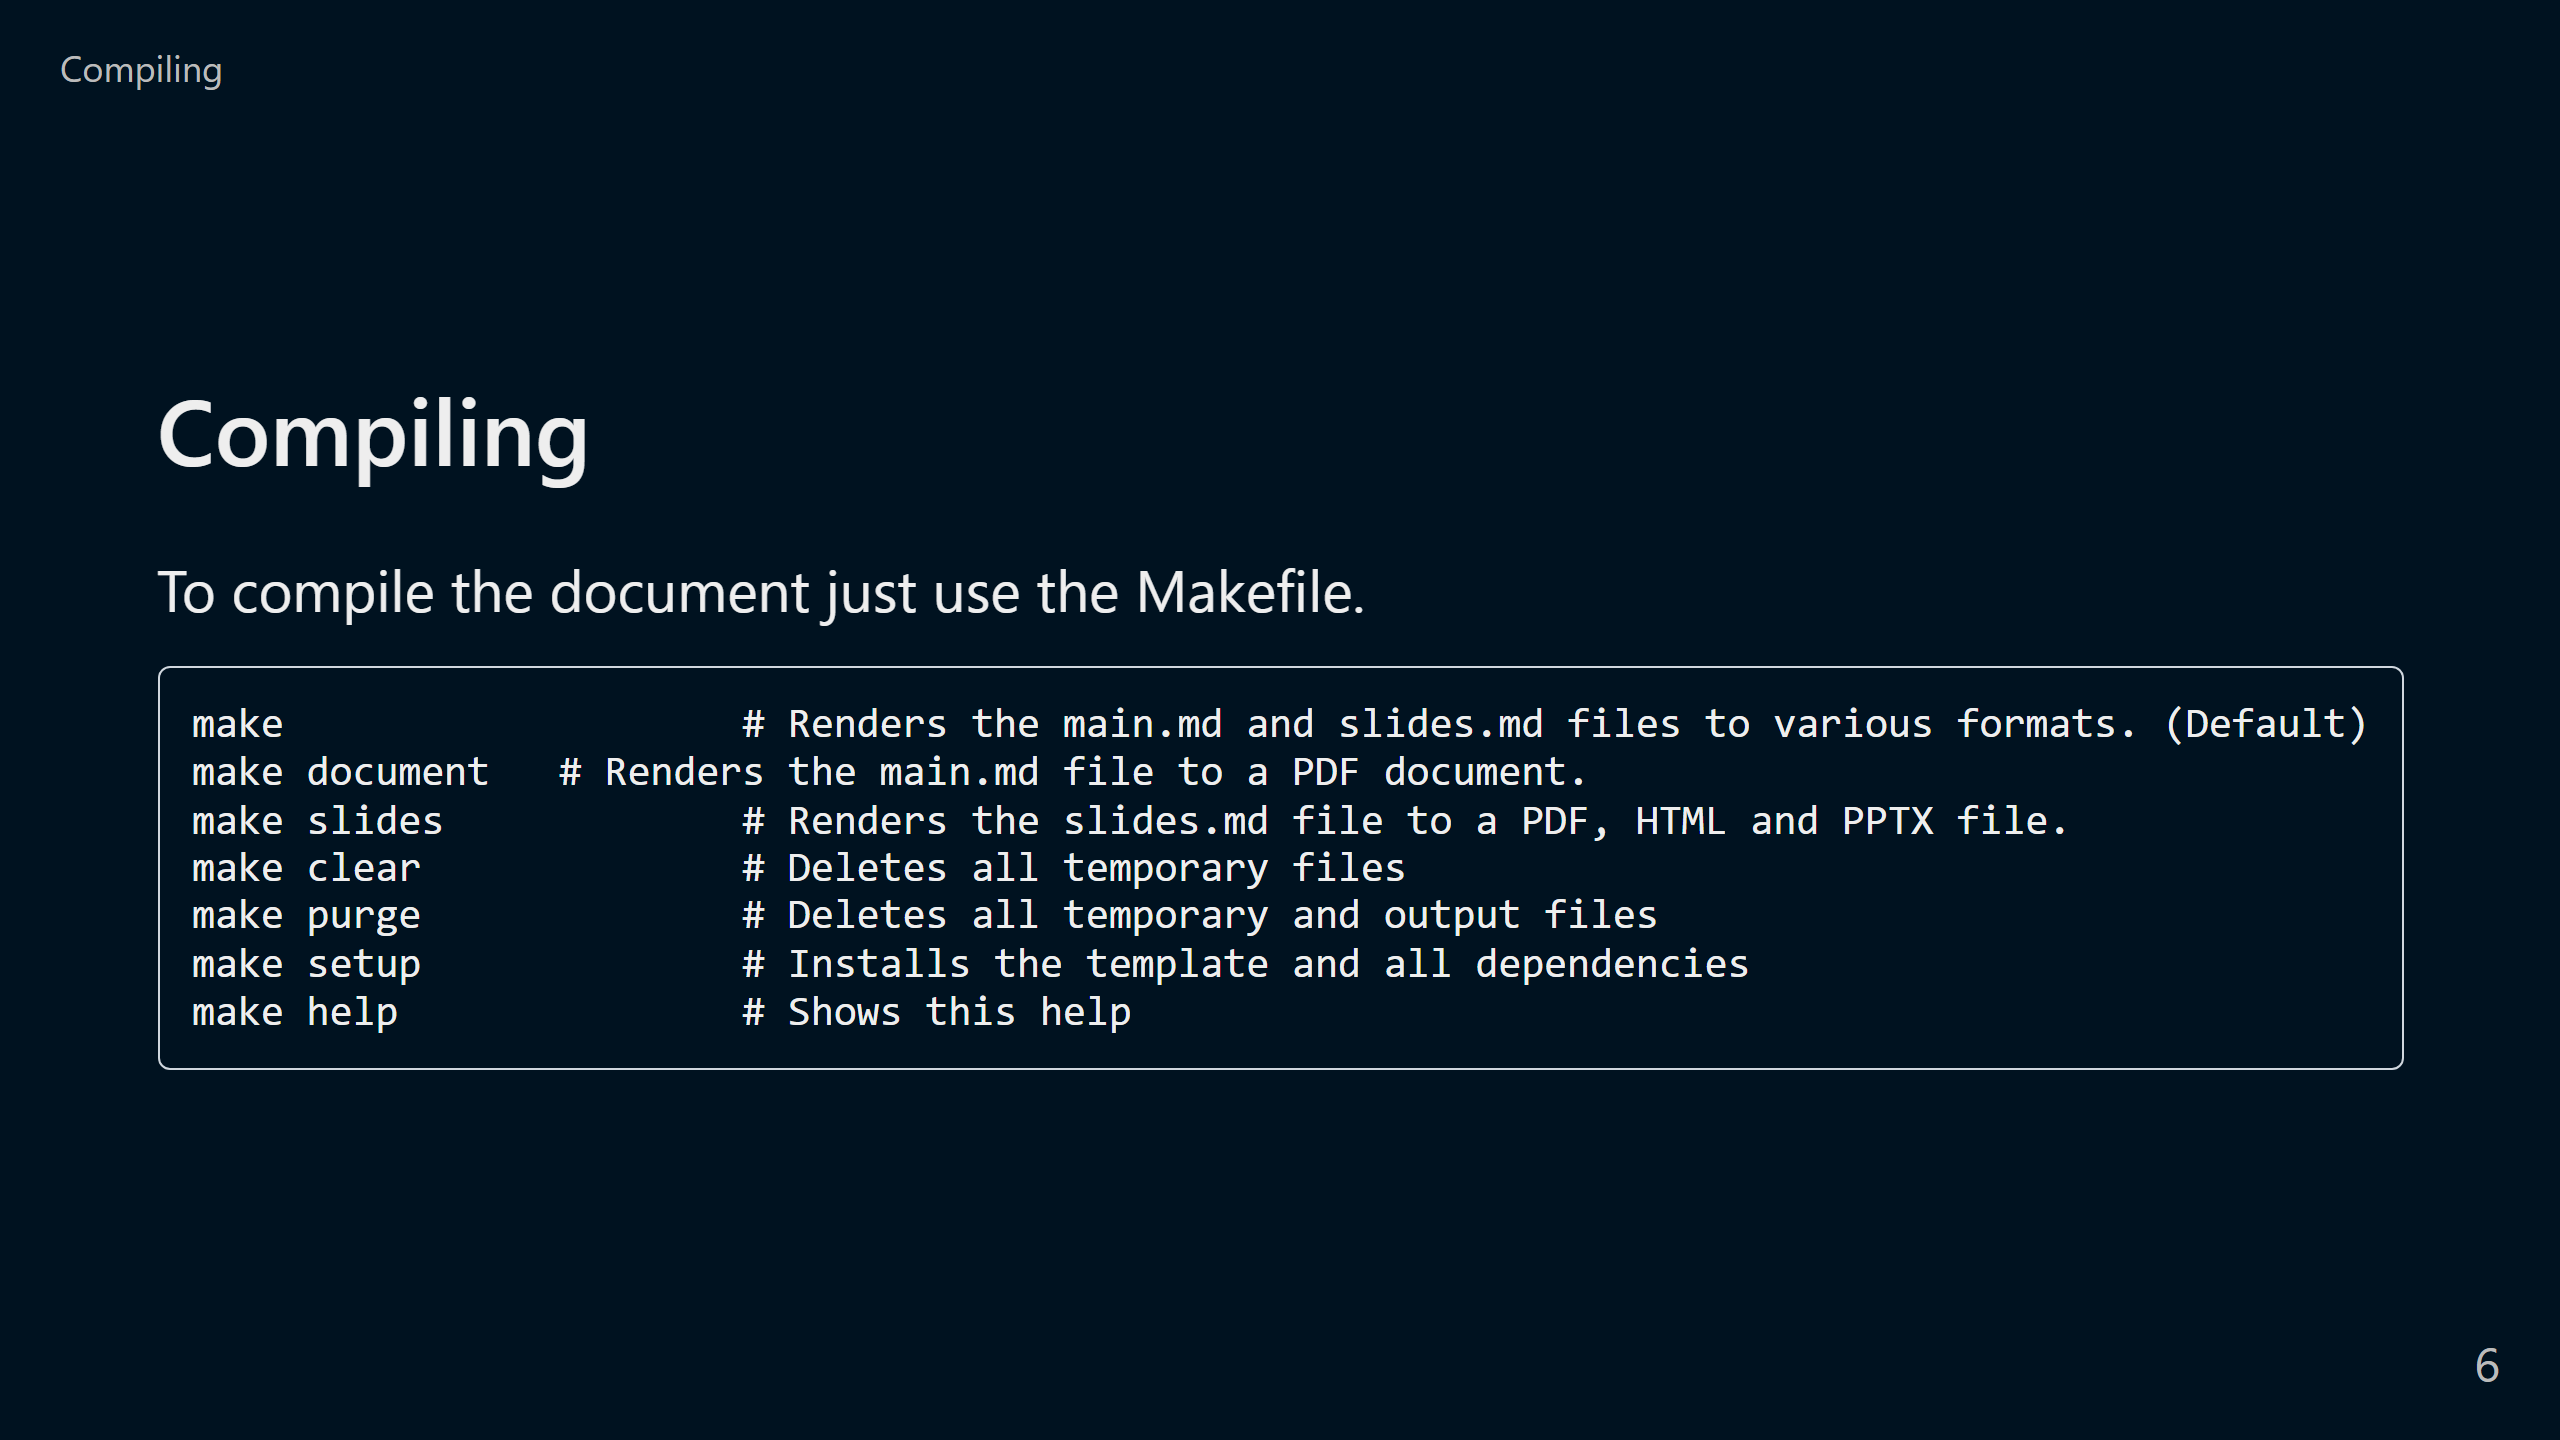 Compiling
Compiling
To compile the document just use the Makefile.
make                    # Renders the main.md and slides.md files to various formats. (Default)
make document   # Renders the main.md file to a PDF document.
make slides             # Renders the slides.md file to a PDF, HTML and PPTX file.
make clear              # Deletes all temporary files
make purge              # Deletes all temporary and output files
make setup              # Installs the template and all dependencies
make help               # Shows this help
6